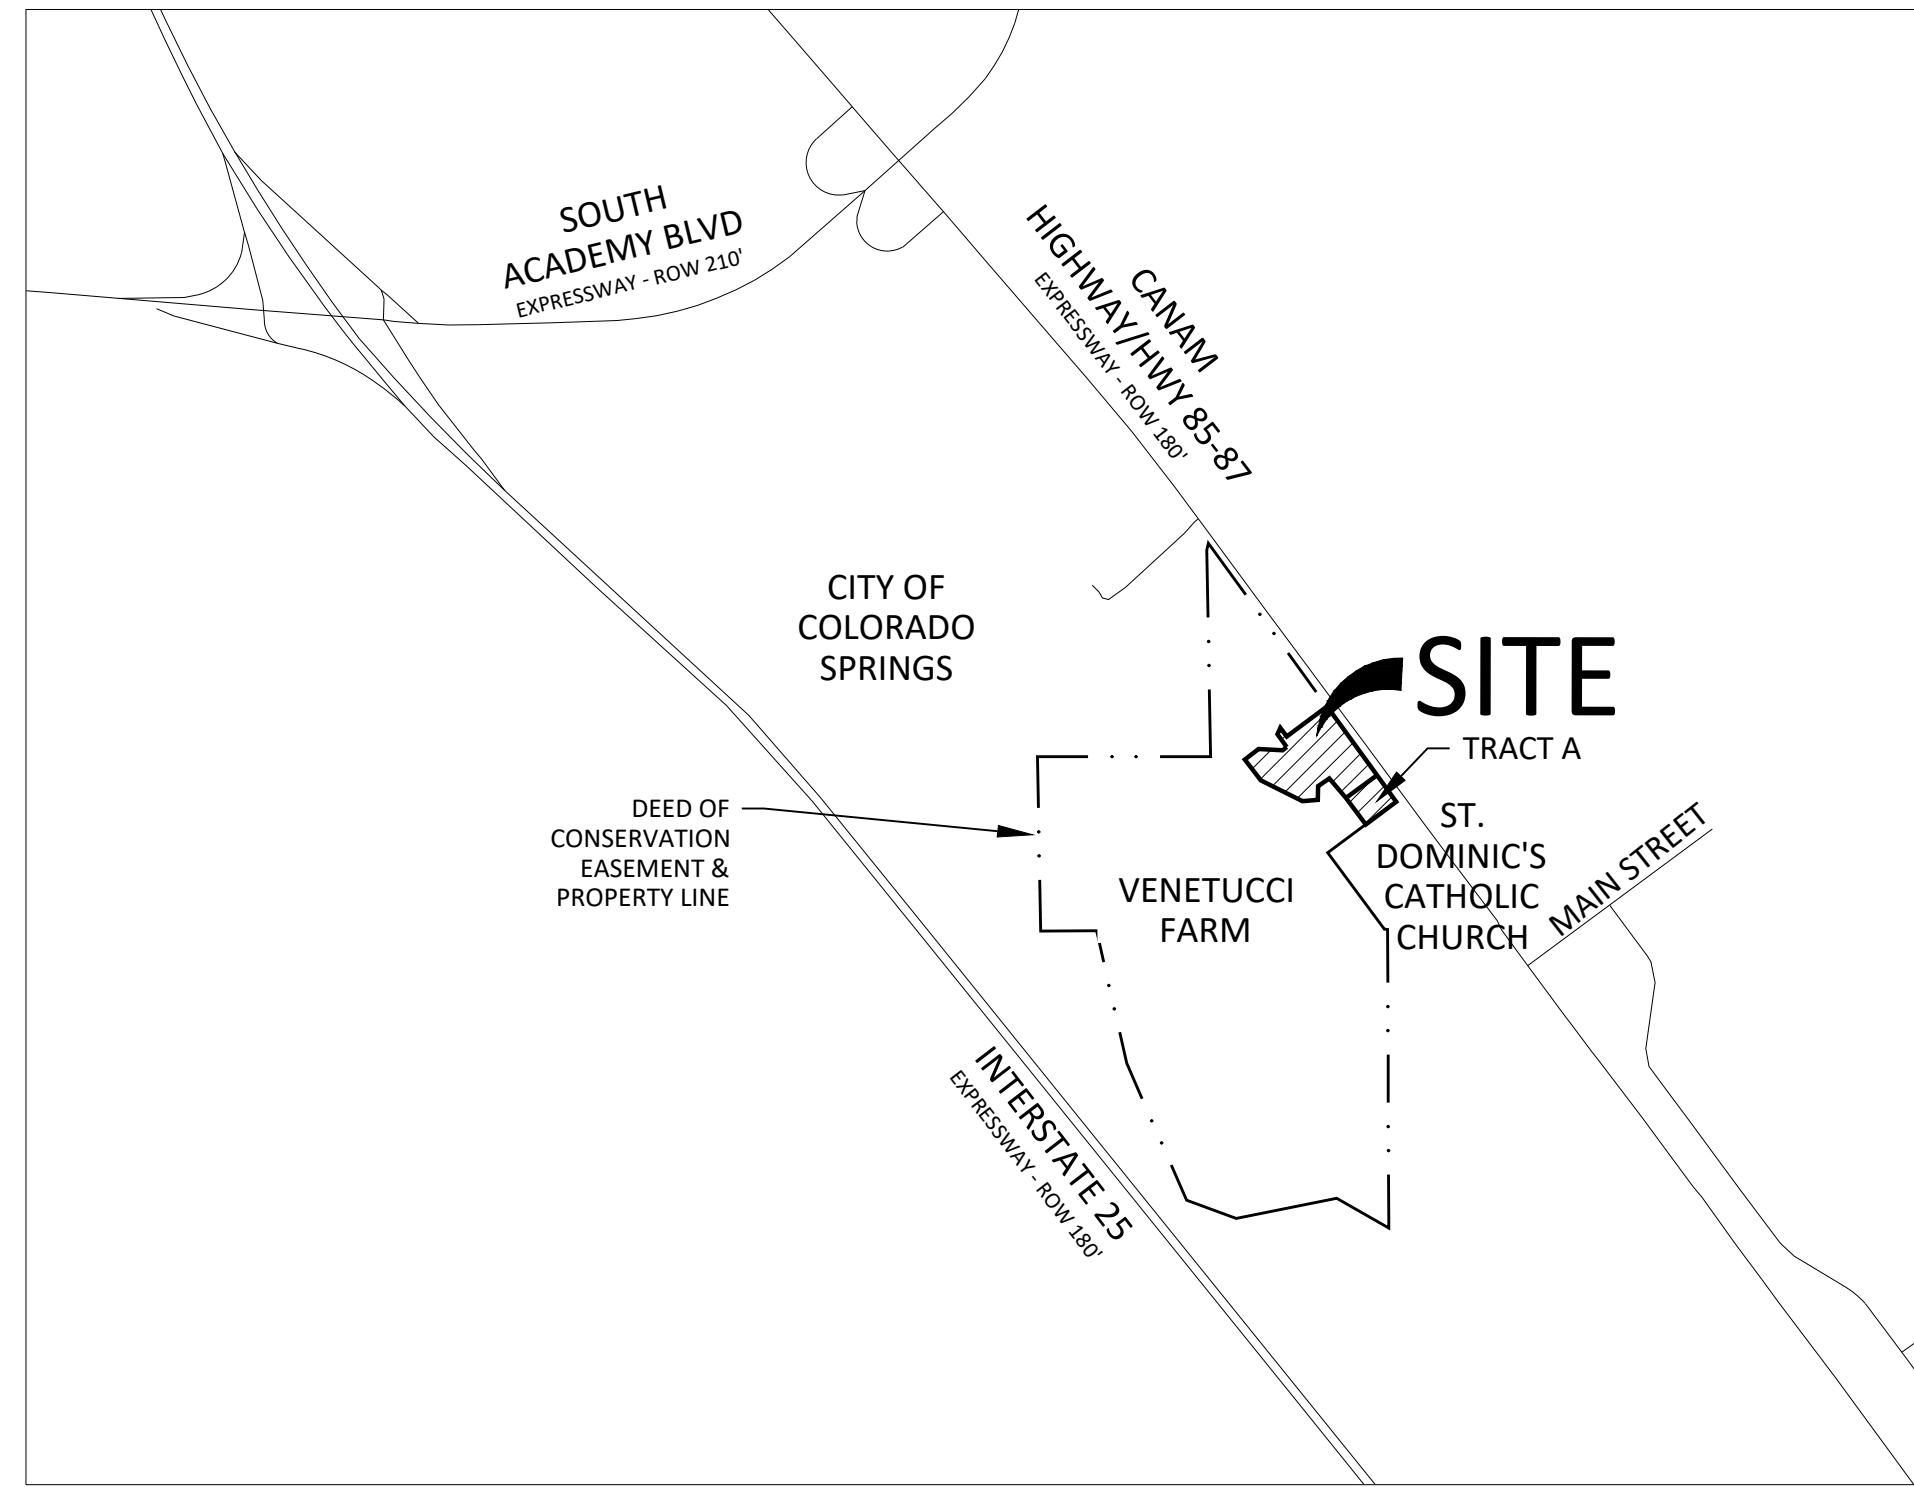 SOUTH
ACADEMY BLVD
EXPRESSWAY - ROW 210'
CANAM
HIGHWAY/HWY 85-87
EXPRESSWAY - ROW 180'
CITY OF
COLORADO
SPRINGS
SITE
TRACT A
DEED OF
CONSERVATION
EASEMENT &
PROPERTY LINE
ST.
DOMINIC'S
CATHOLIC
CHURCH
MAIN STREET
VENETUCCI
FARM
INTERSTATE 25
EXPRESSWAY - ROW 180'